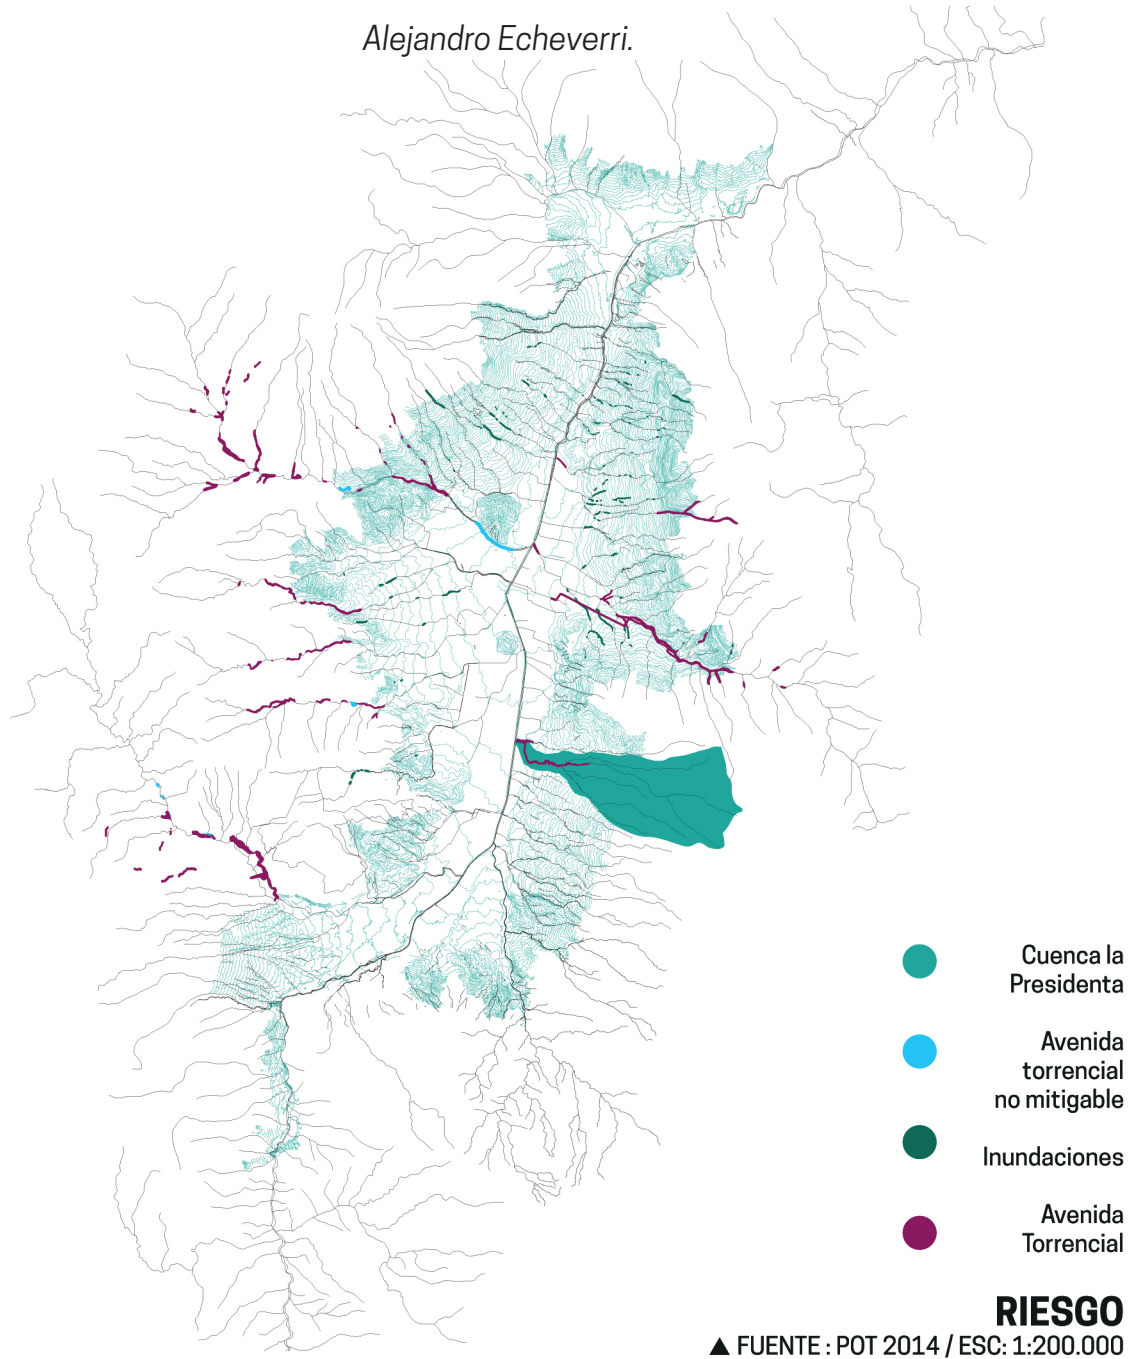 Alejandro Echeverri.
Cuenca la
Presidenta
Avenida
torrencial
no mitigable
Inundaciones
Avenida
Torrencial
RIESGO
▲ FUENTE : POT 2014 / ESC: 1:200.000